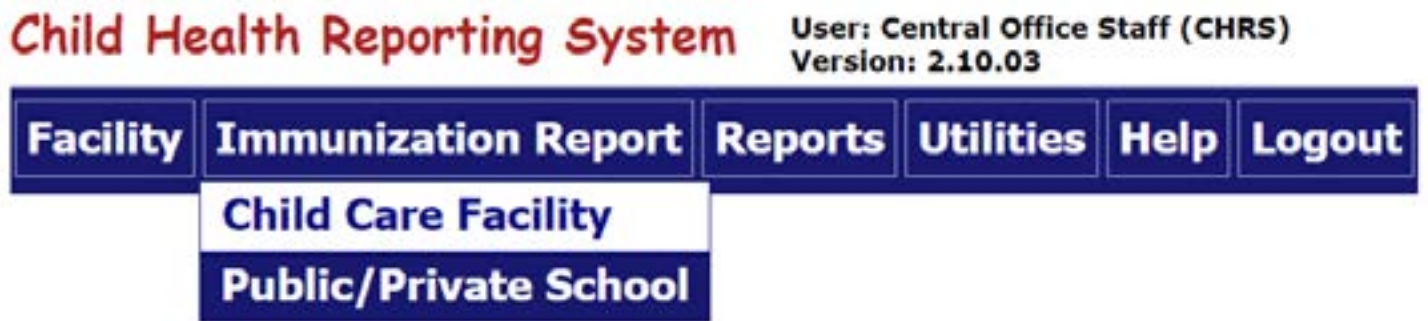 Child Health Reporting System
User: Central Office Staff (CHRS)
Version: 2.10.03
Facility Immunization Report Reports Utilities Help Logout
Child Care Facility
Public/Private School